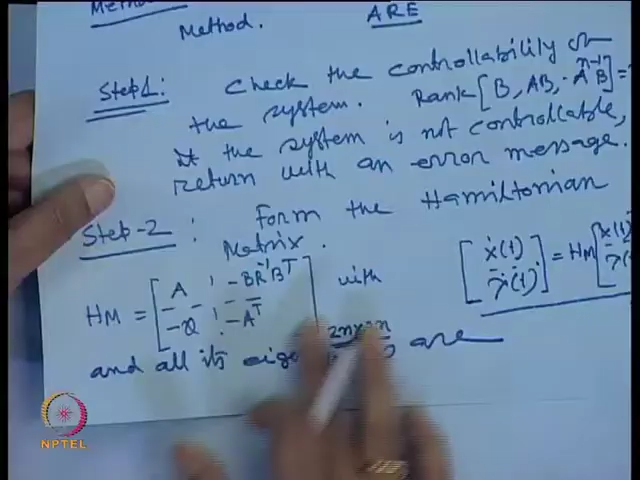 Method.
ARE
Step 1: Check the controllability of
the system. Rank [B, AB, - A^{n-1}B] =
If the system is not controllable,
return with an error message.
Step-2: Form the Hamiltonian
Matrix.
HM = [A -BR^{-1}B^T; -Q -A^T] with
2n×2n
[ẋ(t); λ̇(t)] = HM [x(t)
and all its are
NPTEL